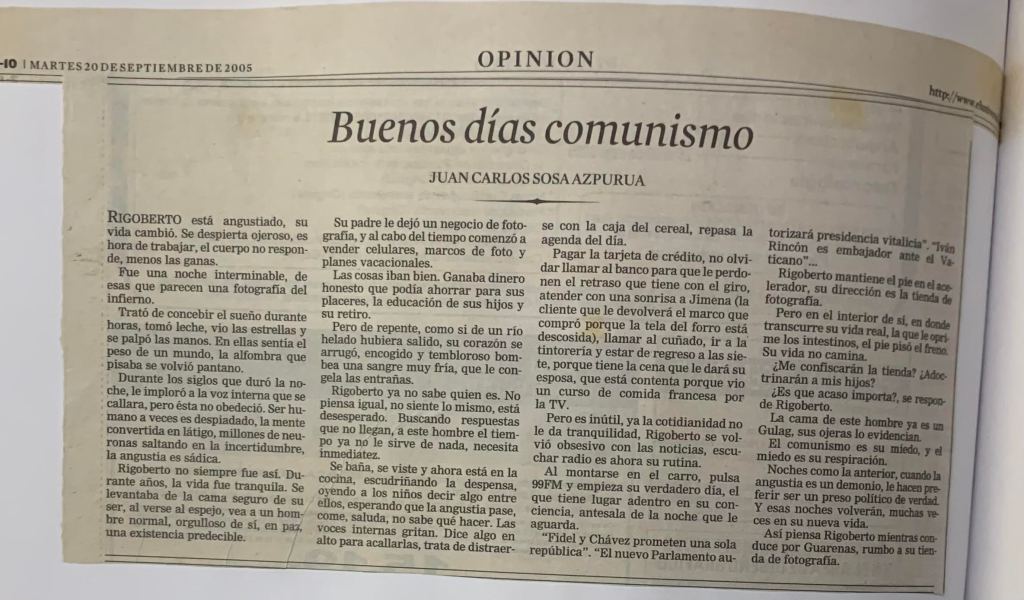 -10 | MARTES 20 DE SEPTIEMBRE DE 2005
OPINION
http://www.
Buenos días comunismo
JUAN CARLOS SOSA AZPURUA
RIGOBERTO está angustiado, su
vida cambió. Se despierta ojeroso, es
hora de trabajar, el cuerpo no respon-
de, menos las ganas.
Fue una noche interminable, de
esas que parecen una fotografía del
infierno.
Trató de concebir el sueño durante
horas, tomó leche, vio las estrellas y
se palpó las manos. En ellas sentía el
peso de un mundo, la alfombra que
pisaba se volvió pantano.
Durante los siglos que duró la no-
che, le imploró a la voz interna que se
callara, pero ésta no obedeció. Ser hu-
mano a veces es despiadado, la mente
convertida en látigo, millones de neu-
ronas saltando en la incertidumbre,
la angustia es sádica.
Rigoberto no siempre fue así. Du-
rante años, la vida fue tranquila. Se
levantaba de la cama seguro de su
ser, al verse al espejo, vea a un hom-
bre normal, orgulloso de sí, en paz,
una existencia predecible.
Su padre le dejó un negocio de foto-
grafía, y al cabo del tiempo comenzó a
vender celulares, marcos de foto y
planes vacacionales.
Las cosas iban bien. Ganaba dinero
honesto que podía ahorrar para sus
placeres, la educación de sus hijos y
su retiro.
Pero de repente, como si de un río
helado hubiera salido, su corazón se
arrugó, encogido y tembloroso bom-
bea una sangre muy fría, que le con-
gela las entrañas.
Rigoberto ya no sabe quien es. No
piensa igual, no siente lo mismo, está
desesperado. Buscando respuestas
que no llegan, a este hombre el tiem-
po ya no le sirve de nada, necesita
inmediatez.
Se baña, se viste y ahora está en la
cocina, escudriñando la despensa,
oyendo a los niños decir algo entre
ellos, esperando que la angustia pase,
come, saluda, no sabe qué hacer. Las
voces internas gritan. Dice algo en
alto para acallarlas, trata de distraer-
se con la caja del cereal, repasa la
agenda del día.
Pagar la tarjeta de crédito, no olvi-
dar llamar al banco para que le perdo-
nen el retraso que tiene con el giro,
atender con una sonrisa a Jimena (la
cliente que le devolverá el marco que
compró porque la tela del forro está
descosida), llamar al cuñado, ir a la
tintorería y estar de regreso a las sie-
te, porque tiene la cena que le dará su
esposa, que está contenta porque vio
un curso de comida francesa por
la TV.
Pero es inútil, ya la cotidianidad no
le da tranquilidad, Rigoberto se vol-
vió obsesivo con las noticias, escu-
char radio es ahora su rutina.
Al montarse en el carro, pulsa
99FM y empieza su verdadero día, el
que tiene lugar adentro en su con-
ciencia, antesala de la noche que le
aguarda.
"Fidel y Chávez prometen una sola
república". "El nuevo Parlamento au-
torizará presidencia vitalicia". "Iván
Rincón es embajador ante el Va-
ticano"...
Rigoberto mantiene el pie en el ace-
lerador, su dirección es la tienda de
fotografía.
Pero en el interior de sí, en donde
transcurre su vida real, la que le opri-
me los intestinos, el pie pisó el freno.
Su vida no camina.
¿Me confiscarán la tienda? ¿Adoc-
trinarán a mis hijos?
¿Es que acaso importa?, se respon-
de Rigoberto.
La cama de este hombre ya es un
Gulag, sus ojeras lo evidencian.
El comunismo es su miedo, y el
miedo es su respiración.
Noches como la anterior, cuando la
angustia es un demonio, le hacen pre-
ferir ser un preso político de verdad.
Y esas noches volverán, muchas ve-
ces en su nueva vida.
Así piensa Rigoberto mientras con-
duce por Guarenas, rumbo a su tien-
da de fotografía.